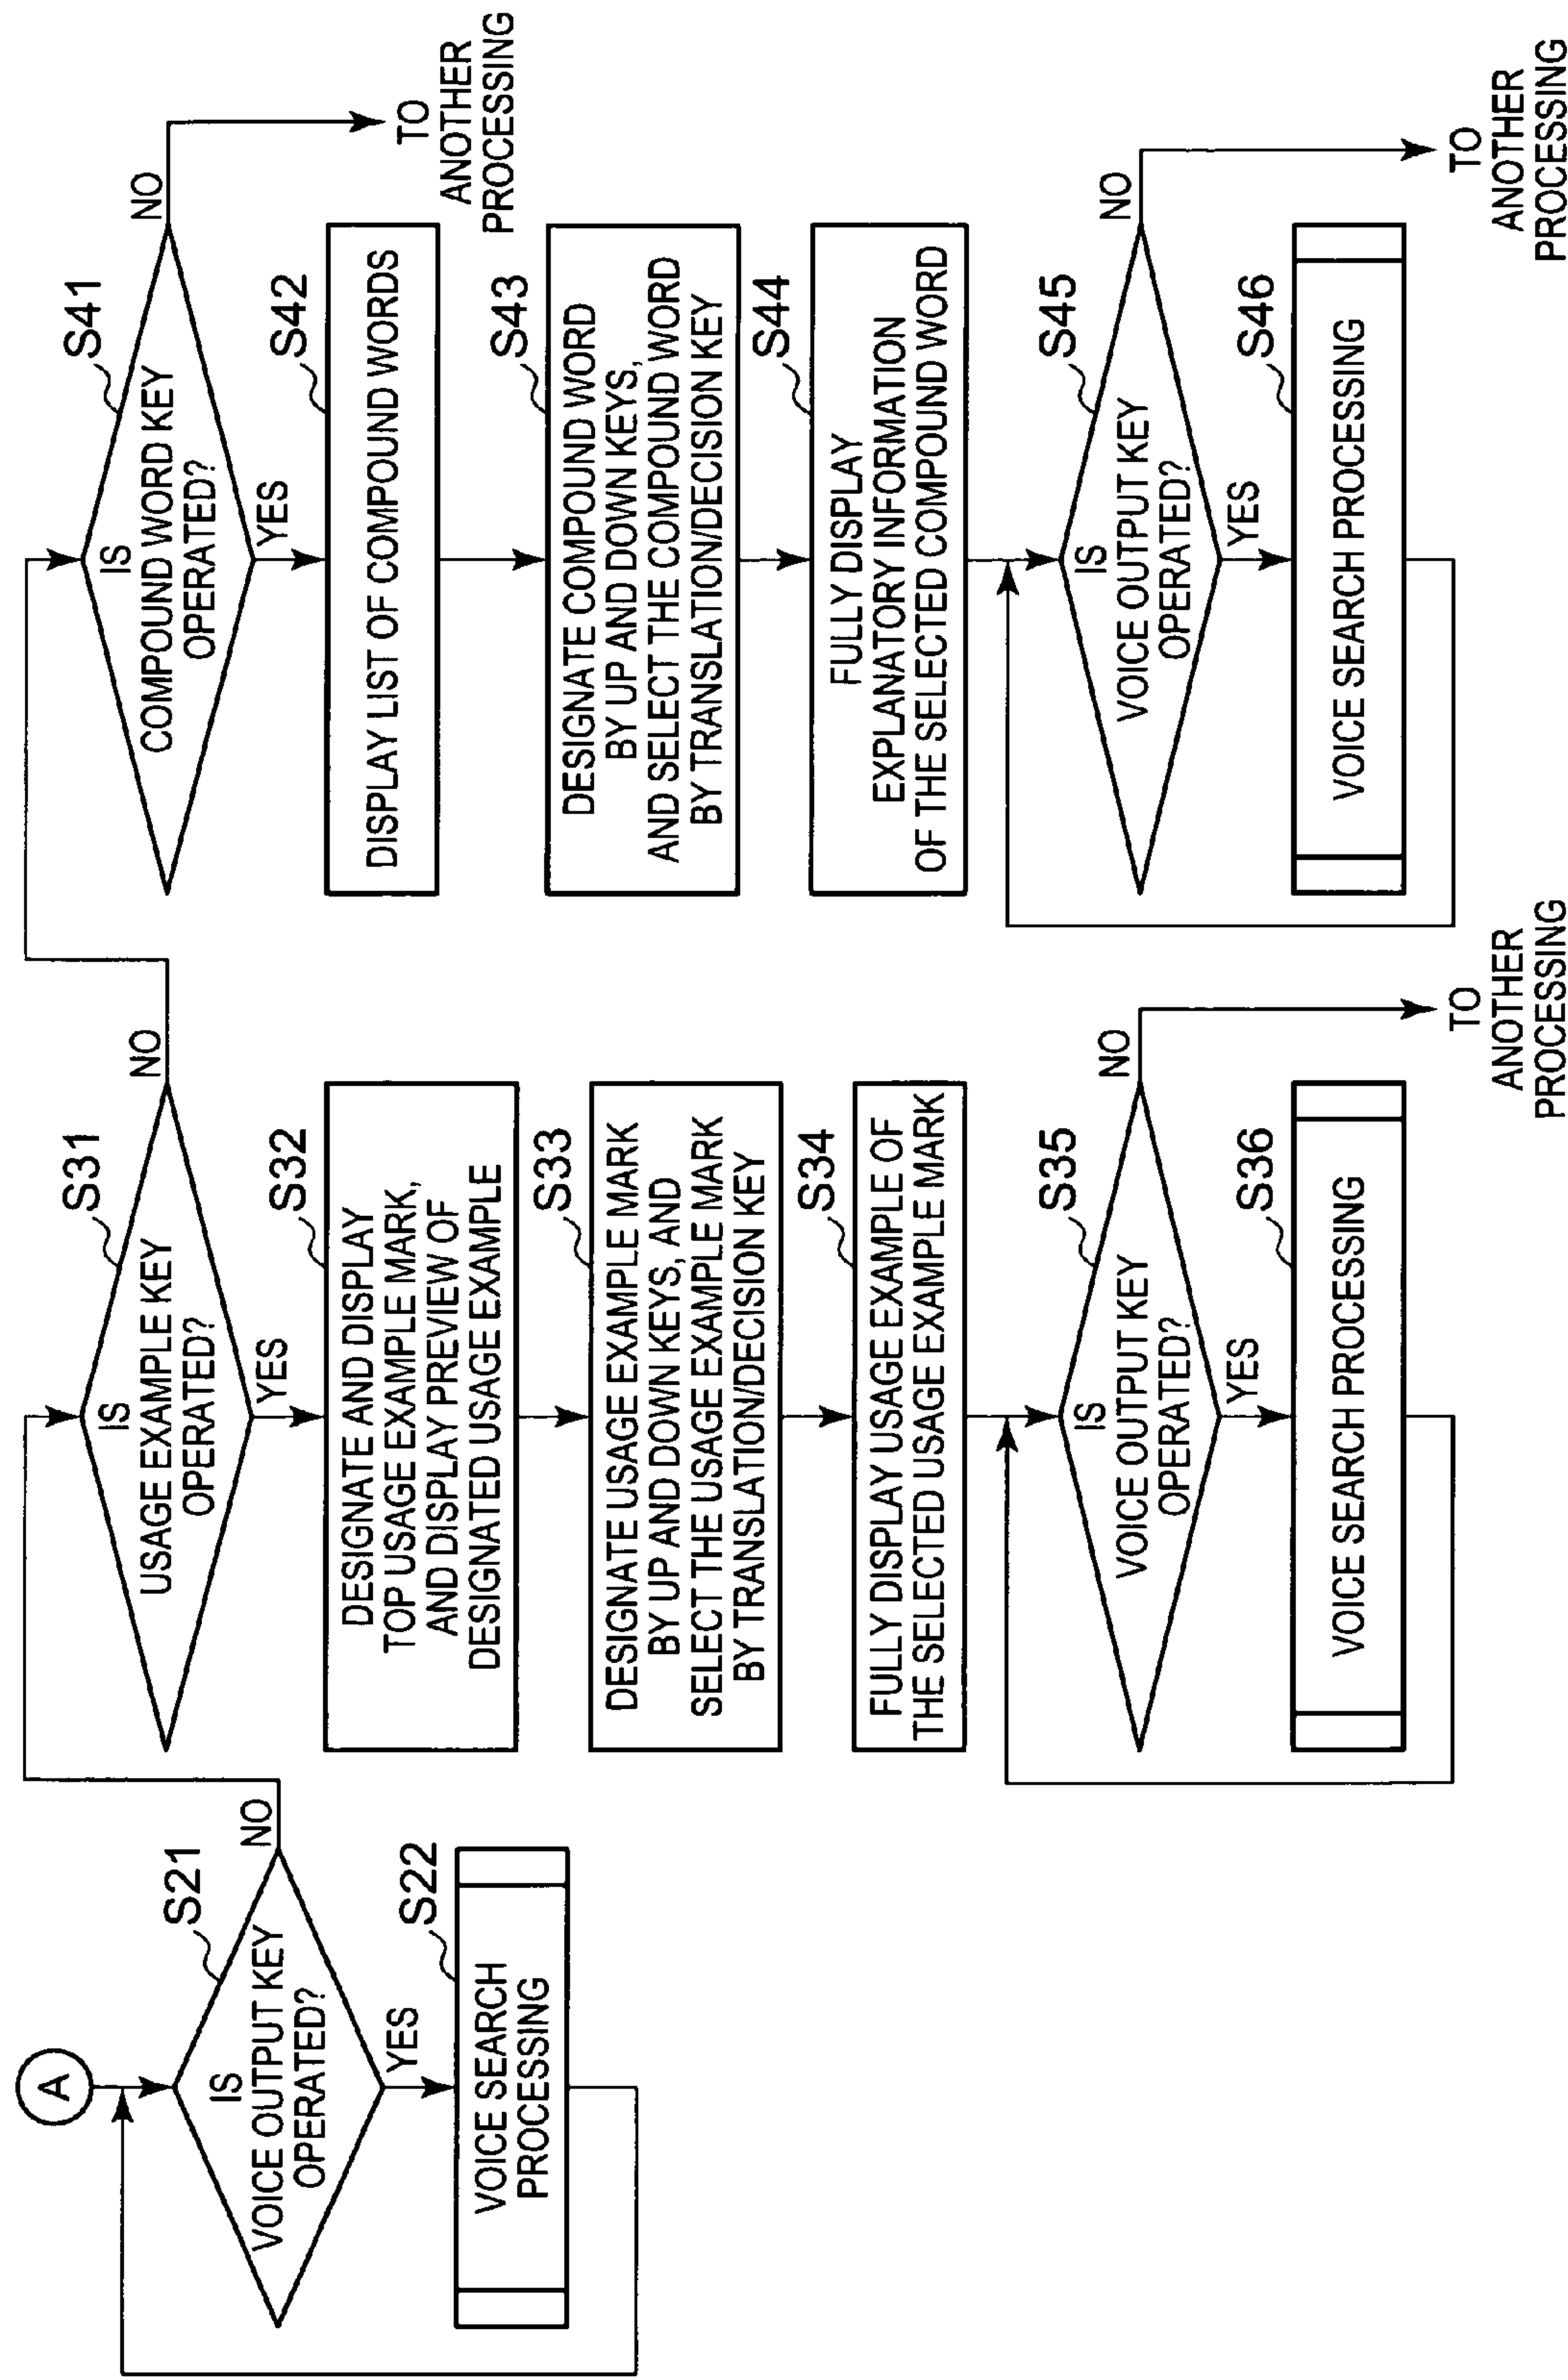 A
S21
IS
VOICE OUTPUT KEY
OPERATED?
NO
YES
S22
VOICE SEARCH
PROCESSING
S31
IS
USAGE EXAMPLE KEY
OPERATED?
NO
YES
S32
DESIGNATE AND DISPLAY
TOP USAGE EXAMPLE MARK,
AND DISPLAY PREVIEW OF
DESIGNATED USAGE EXAMPLE
S33
DESIGNATE USAGE EXAMPLE MARK
BY UP AND DOWN KEYS, AND
SELECT THE USAGE EXAMPLE MARK
BY TRANSLATION/DECISION KEY
S34
FULLY DISPLAY USAGE EXAMPLE OF
THE SELECTED USAGE EXAMPLE MARK
S35
IS
VOICE OUTPUT KEY
OPERATED?
NO
YES
S36
VOICE SEARCH PROCESSING
TO
ANOTHER
PROCESSING
S41
IS
COMPOUND WORD KEY
OPERATED?
NO
YES
TO
ANOTHER
PROCESSING
S42
DISPLAY LIST OF COMPOUND WORDS
S43
DESIGNATE COMPOUND WORD
BY UP AND DOWN KEYS,
AND SELECT THE COMPOUND WORD
BY TRANSLATION/DECISION KEY
S44
FULLY DISPLAY
EXPLANATORY INFORMATION
OF THE SELECTED COMPOUND WORD
S45
IS
VOICE OUTPUT KEY
OPERATED?
NO
YES
S46
VOICE SEARCH PROCESSING
TO
ANOTHER
PROCESSING